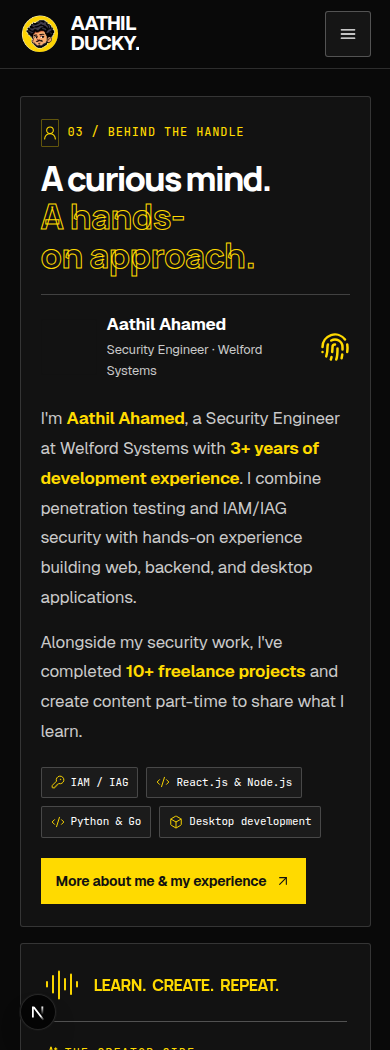 AATHIL
DUCKY.
03 / BEHIND THE HANDLE
A curious mind.
A hands-
on approach.
Aathil Ahamed
Security Engineer · Welford
Systems
I'm Aathil Ahamed, a Security Engineer
at Welford Systems with 3+ years of
development experience. I combine
penetration testing and IAM/IAG
security with hands-on experience
building web, backend, and desktop
applications.
Alongside my security work, I've
completed 10+ freelance projects and
create content part-time to share what I
learn.
IAM / IAG
React.js & Node.js
Python & Go
Desktop development
More about me & my experience
LEARN. CREATE. REPEAT.
N
THE CREATOR SIDE